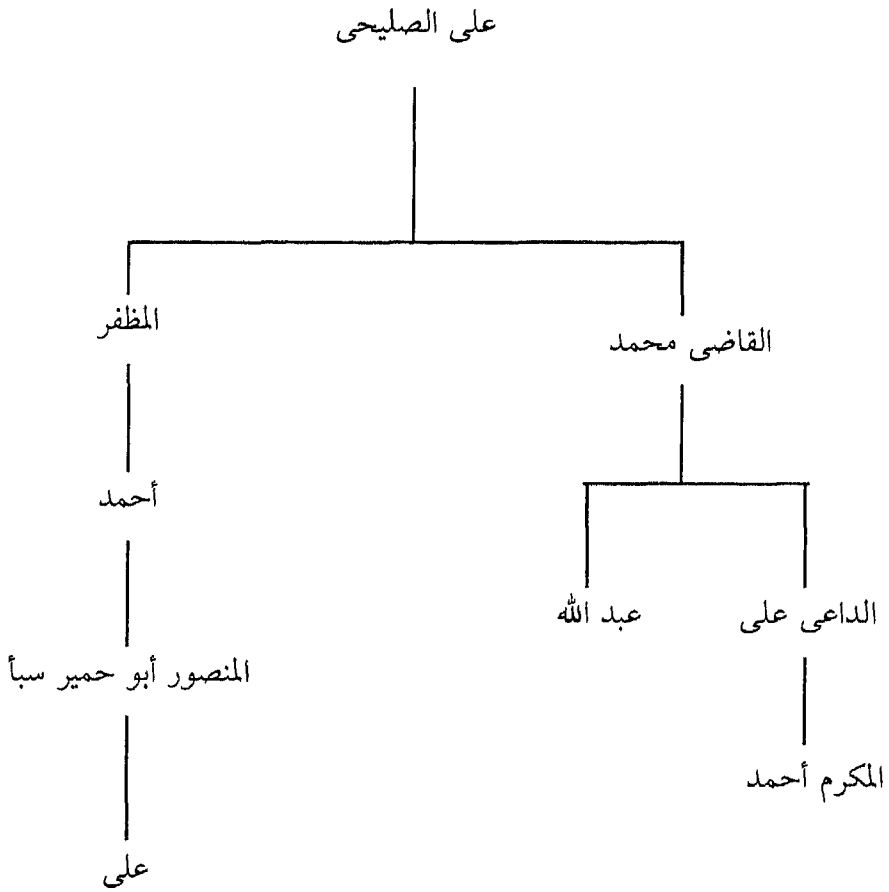 على الصليحى
القاضى محمد
المظفر
أحمد
الداعى على
عبد الله
المنصور أبو حمير سبأ
المكرم أحمد
على